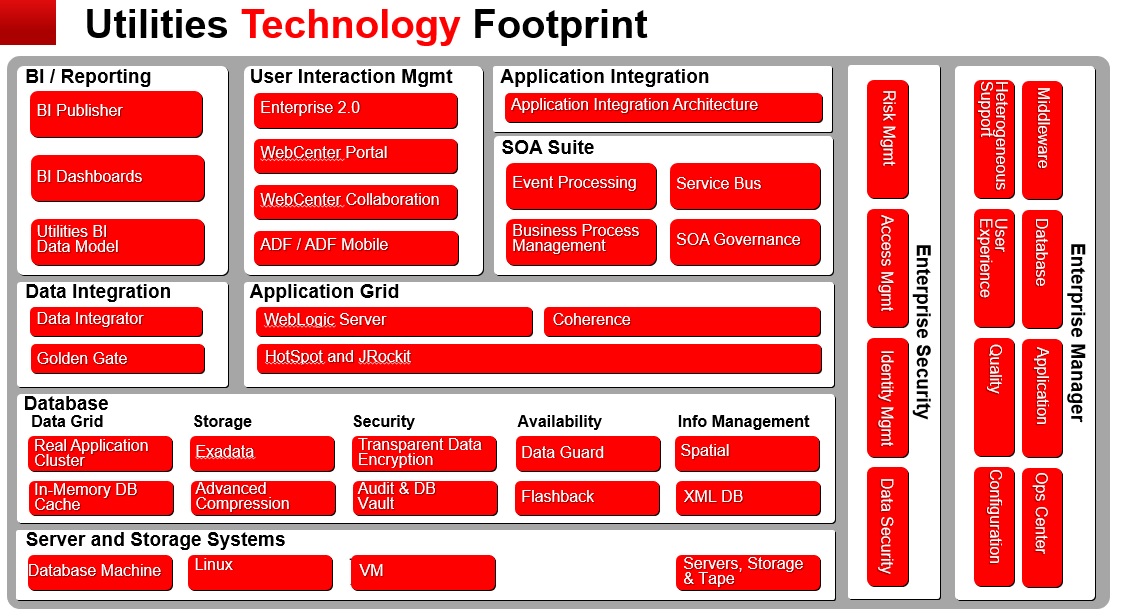 Utilities Technology Footprint
BI / Reporting
BI Publisher
BI Dashboards
Utilities BI
Data Model
User Interaction Mgmt
Enterprise 2.0
WebCenter Portal
WebCenter Collaboration
ADF / ADF Mobile
Application Integration
Application Integration Architecture
SOA Suite
Event Processing
Service Bus
Business Process
Management
SOA Governance
Data Integration
Data Integrator
Golden Gate
Application Grid
WebLogic Server
Coherence
HotSpot and JRockit
Database
Data Grid
Real Application
Cluster
In-Memory DB
Cache
Storage
Exadata
Advanced
Compression
Security
Transparent Data
Encryption
Audit & DB
Vault
Availability
Data Guard
Flashback
Info Management
Spatial
XML DB
Server and Storage Systems
Database Machine
Linux
VM
Servers, Storage
& Tape
Enterprise Security
Risk Mgmt
Access Mgmt
Identity Mgmt
Data Security
Enterprise Manager
Heterogeneous
Support
Middleware
User
Experience
Database
Quality
Application
Configuration
Ops Center